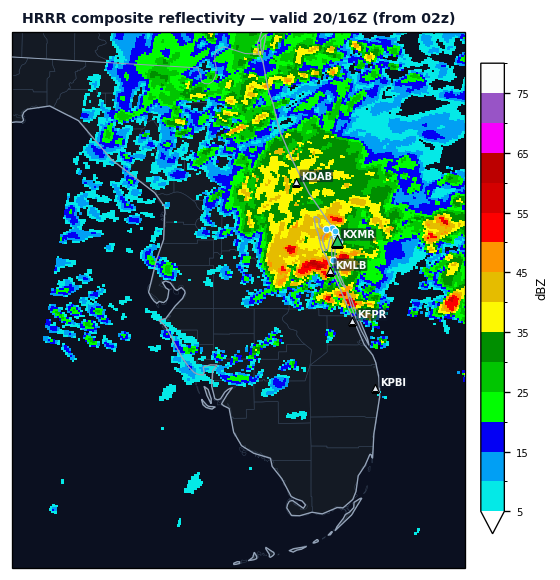 HRRR composite reflectivity — valid 20/16Z (from 02z)
KDAB
KXMR
KMLB
KFPR
KPBI
75
65
55
45
35
25
15
5
dBZ